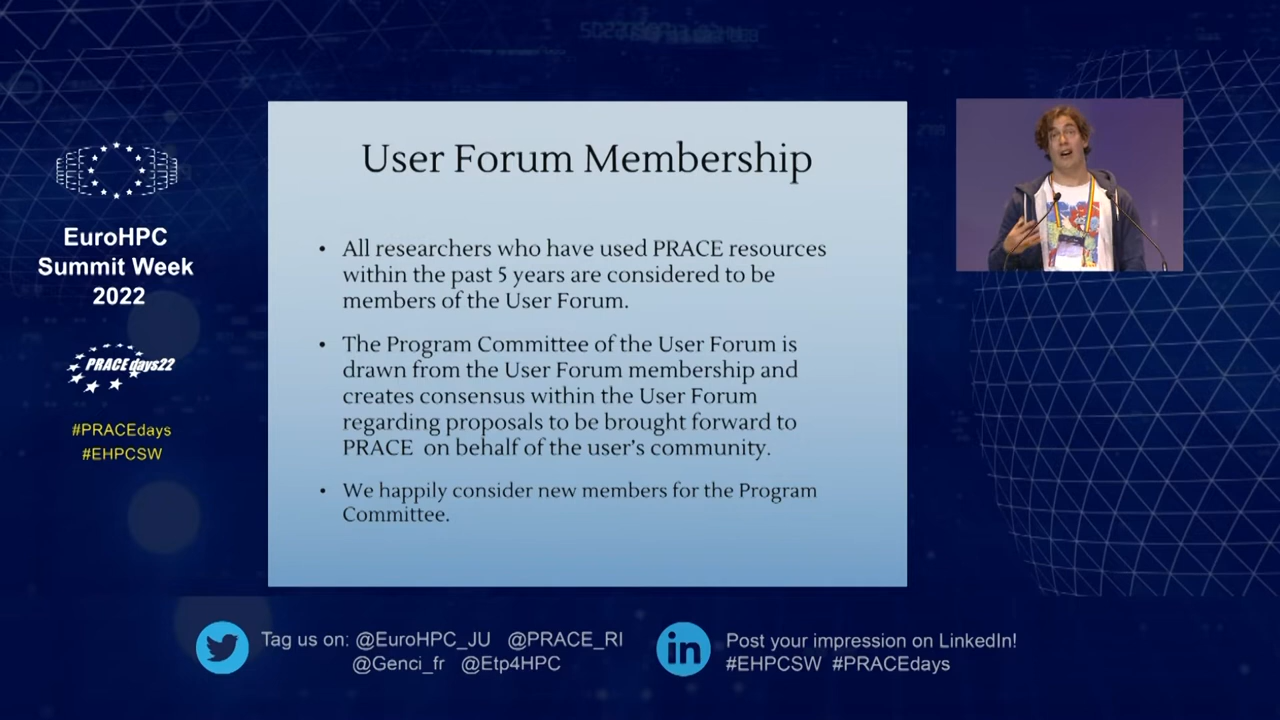 EuroHPC
Summit Week
2022
PRACEdays22
#PRACEdays
#EHPCSW
User Forum Membership
• All researchers who have used PRACE resources
within the past 5 years are considered to be
members of the User Forum.
• The Program Committee of the User Forum is
drawn from the User Forum membership and
creates consensus within the User Forum
regarding proposals to be brought forward to
PRACE on behalf of the user's community.
• We happily consider new members for the Program
Committee.
Tag us on: @EuroHPC_JU @PRACE_RI
@Genci_fr @Etp4HPC
in
Post your impression on LinkedIn!
#EHPCSW #PRACEdays